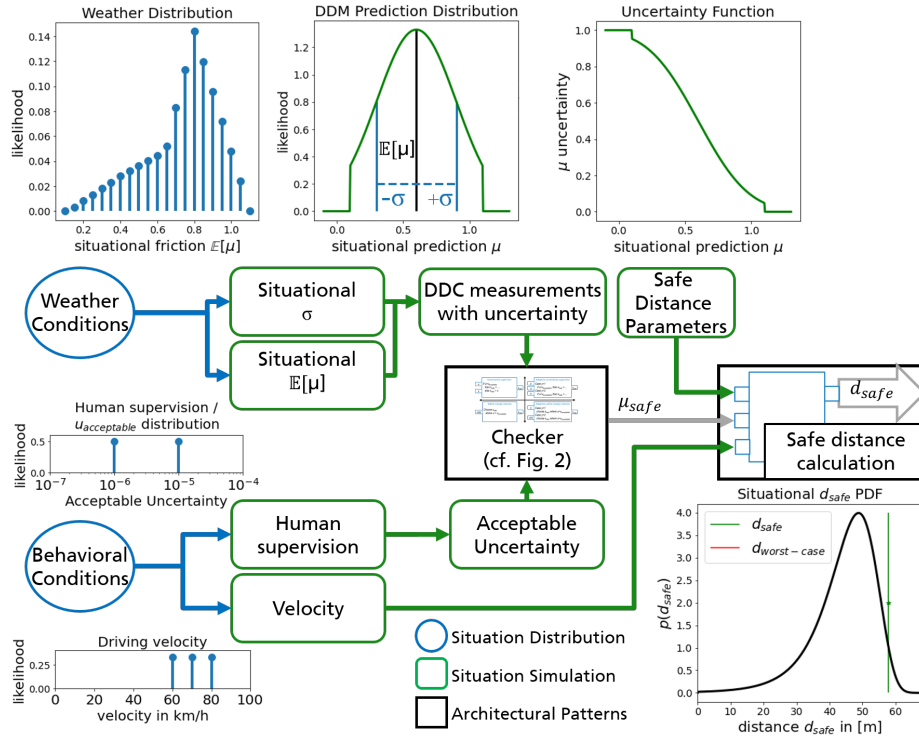 Weather Distribution
likelihood
0.14
0.12
0.10
0.08
0.06
0.04
0.02
0.00
0.2 0.4 0.6 0.8 1.0
situational friction 𝔼[μ]
DDM Prediction Distribution
likelihood
1.2
1.0
0.8
0.6
0.4
0.2
0.0
𝔼[μ]
-σ +σ
0.0 0.5 1.0
situational prediction μ
Uncertainty Function
μ uncertainty
1.0
0.8
0.6
0.4
0.2
0.0
0.0 0.5 1.0
situational prediction μ
Weather
Conditions
Situational
σ
Situational
𝔼[μ]
DDC measurements
with uncertainty
Safe
Distance
Parameters
Checker
(cf. Fig. 2)
μ_safe
d_safe
Safe distance
calculation
Human supervision /
u_acceptable distribution
likelihood
0.5
0.0
10⁻⁷ 10⁻⁶ 10⁻⁵ 10⁻⁴
Acceptable Uncertainty
Behavioral
Conditions
Human
supervision
Acceptable
Uncertainty
Velocity
Driving velocity
likelihood
0.25
0.00
0 20 40 60 80 100
velocity in km/h
Situation Distribution
Situation Simulation
Architectural Patterns
Situational d_safe PDF
d_safe
d_worst-case
p(d_safe)
4.0
3.5
3.0
2.5
2.0
1.5
1.0
0.5
0.0
0 10 20 30 40 50 60
distance d_safe in [m]